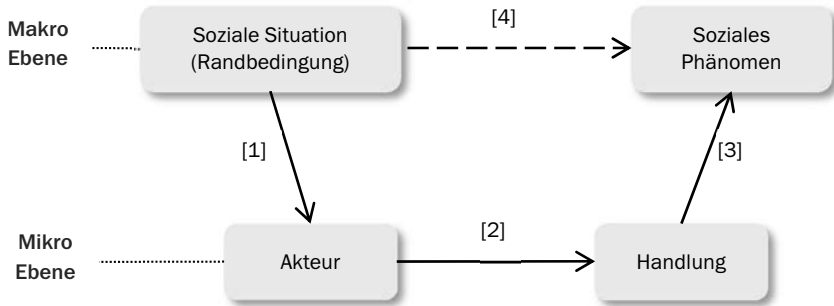 [4]
Makro
Ebene
Soziale Situation
(Randbedingung)
Soziales
Phänomen
[1]
[3]
[2]
Mikro
Ebene
Akteur
Handlung